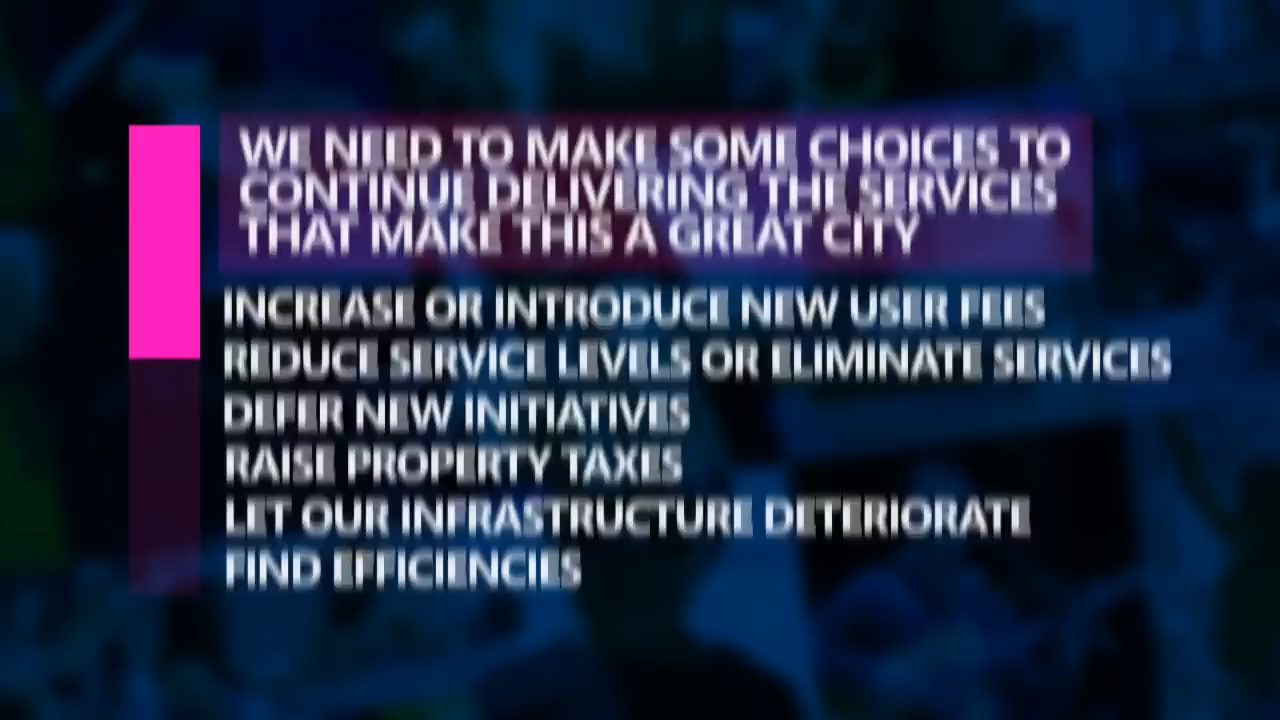 WE NEED TO MAKE SOME CHOICES TO
CONTINUE DELIVERING THE SERVICES
THAT MAKE THIS A GREAT CITY
INCREASE OR INTRODUCE NEW USER FEES
REDUCE SERVICE LEVELS OR ELIMINATE SERVICES
DEFER NEW INITIATIVES
RAISE PROPERTY TAXES
LET OUR INFRASTRUCTURE DETERIORATE
FIND EFFICIENCIES